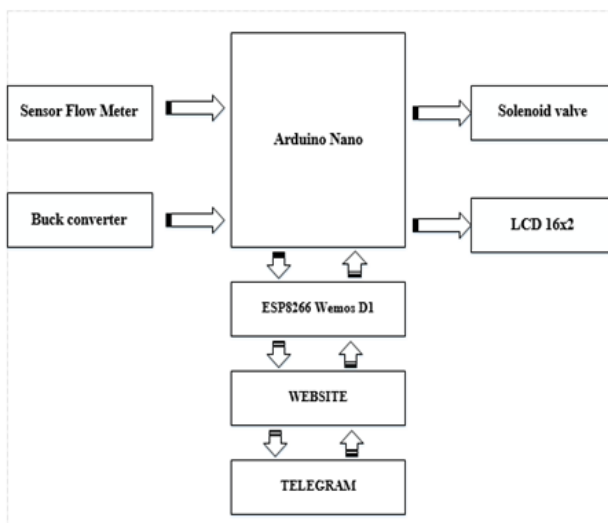 Sensor Flow Meter
Arduino Nano
Solenoid valve
Buck converter
LCD 16x2
ESP8266 Wemos D1
WEBSITE
TELEGRAM